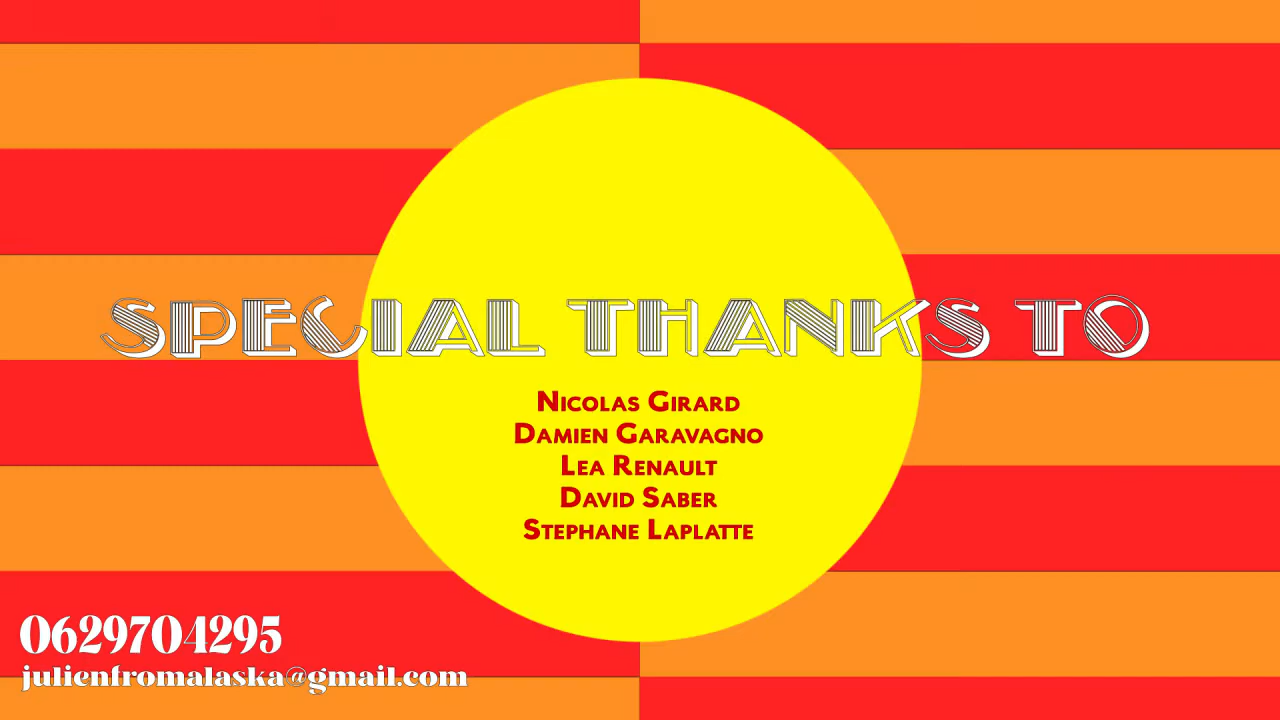 SPECIAL THANKS TO
Nicolas Girard
Damien Garavagno
Lea Renault
David Saber
Stephane Laplatte
0629704295
julienfromalaska@gmail.com